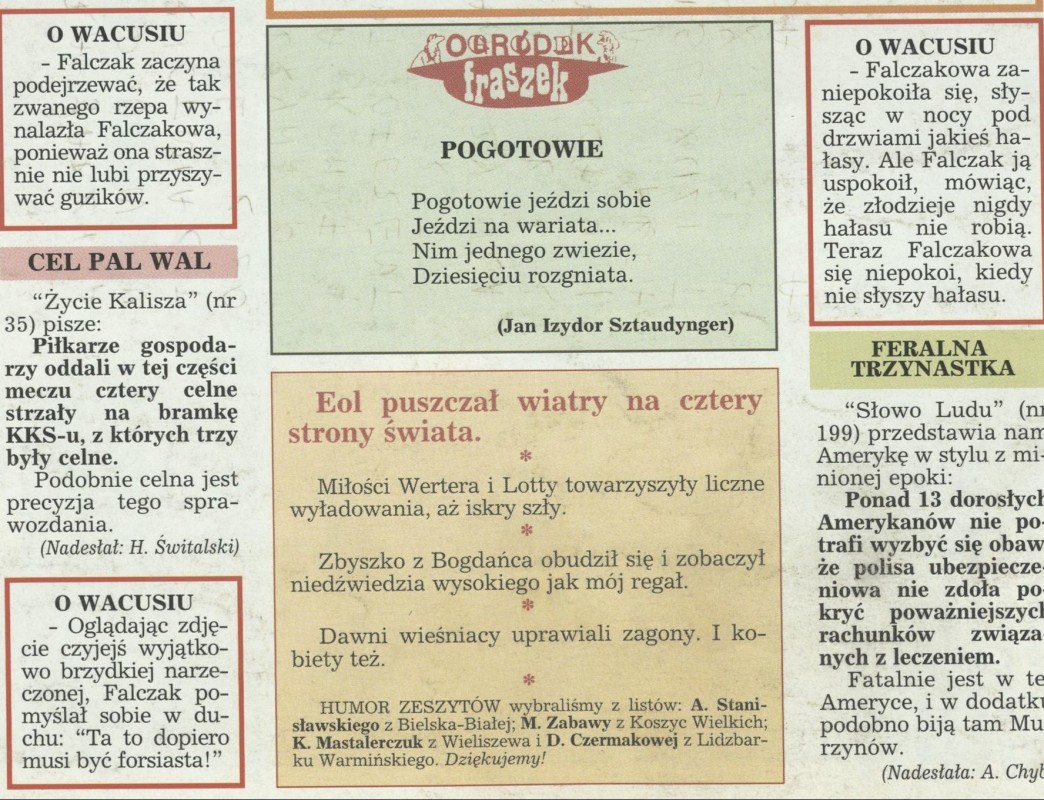 O WACUSIU
- Falczak zaczyna
podejrzewać, że tak
zwanego rzepa wy-
nalazła Falczakowa,
ponieważ ona strasz-
nie nie lubi przyszy-
wać guzików.
CEL PAL WAL
"Życie Kalisza" (nr
35) pisze:
Piłkarze gospoda-
rzy oddali w tej części
meczu cztery celne
strzały na bramkę
KKS-u, z których trzy
były celne.
Podobnie celna jest
precyzja tego spra-
wozdania.
(Nadesłał: H. Świtalski)
O WACUSIU
- Oglądając zdję-
cie czyjejś wyjątko-
wo brzydkiej narze-
czonej, Falczak po-
myślał sobie w du-
chu: "Ta to dopiero
musi być forsiasta!"
OGRÓDEK
fraszek
POGOTOWIE
Pogotowie jeździ sobie
Jeździ na wariata...
Nim jednego zwiezie,
Dziesięciu rozgniata.
(Jan Izydor Sztaudynger)
Eol puszczał wiatry na cztery
strony świata.
*
Miłości Wertera i Lotty towarzyszyły liczne
wyładowania, aż iskry szły.
*
Zbyszko z Bogdańca obudził się i zobaczył
niedźwiedzia wysokiego jak mój regał.
*
Dawni wieśniacy uprawiali zagony. I ko-
biety też.
*
HUMOR ZESZYTÓW wybraliśmy z listów: A. Stani-
sławskiego z Bielska-Białej; M. Zabawy z Koszyc Wielkich;
K. Mastalerczuk z Wieliszewa i D. Czermakowej z Lidzbar-
ku Warmińskiego. Dziękujemy!
O WACUSIU
- Falczakowa za-
niepokoiła się, sły-
sząc w nocy pod
drzwiami jakieś ha-
łasy. Ale Falczak ją
uspokoił, mówiąc,
że złodzieje nigdy
hałasu nie robią.
Teraz Falczakowa
się niepokoi, kiedy
nie słyszy hałasu.
FERALNA
TRZYNASTKA
"Słowo Ludu" (nr
199) przedstawia nam
Amerykę w stylu z mi-
nionej epoki:
Ponad 13 dorosłych
Amerykanów nie po-
trafi wyzbyć się obaw,
że polisa ubezpiecze-
niowa nie zdoła po-
kryć poważniejszych
rachunków związa-
nych z leczeniem.
Fatalnie jest w tej
Ameryce, i w dodatku
podobno biją tam Mu-
rzynów.
(Nadesłała: A. Chyb